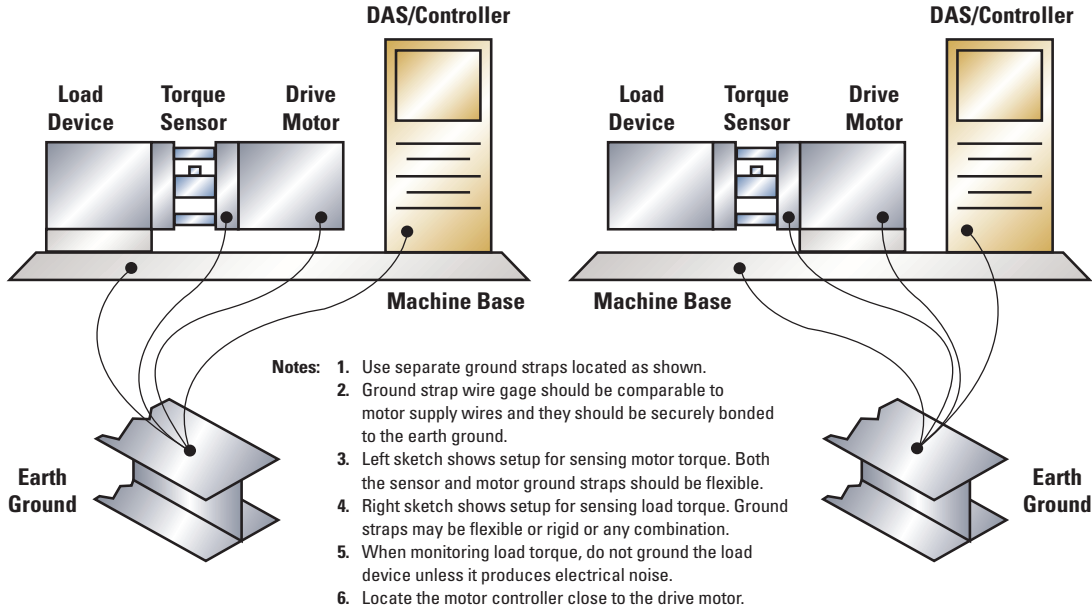 DAS/Controller
Load
Device
Torque
Sensor
Drive
Motor
Machine Base
Earth
Ground
DAS/Controller
Load
Device
Torque
Sensor
Drive
Motor
Machine Base
Earth
Ground
Notes: 1. Use separate ground straps located as shown.
2. Ground strap wire gage should be comparable to
motor supply wires and they should be securely bonded
to the earth ground.
3. Left sketch shows setup for sensing motor torque. Both
the sensor and motor ground straps should be flexible.
4. Right sketch shows setup for sensing load torque. Ground
straps may be flexible or rigid or any combination.
5. When monitoring load torque, do not ground the load
device unless it produces electrical noise.
6. Locate the motor controller close to the drive motor.